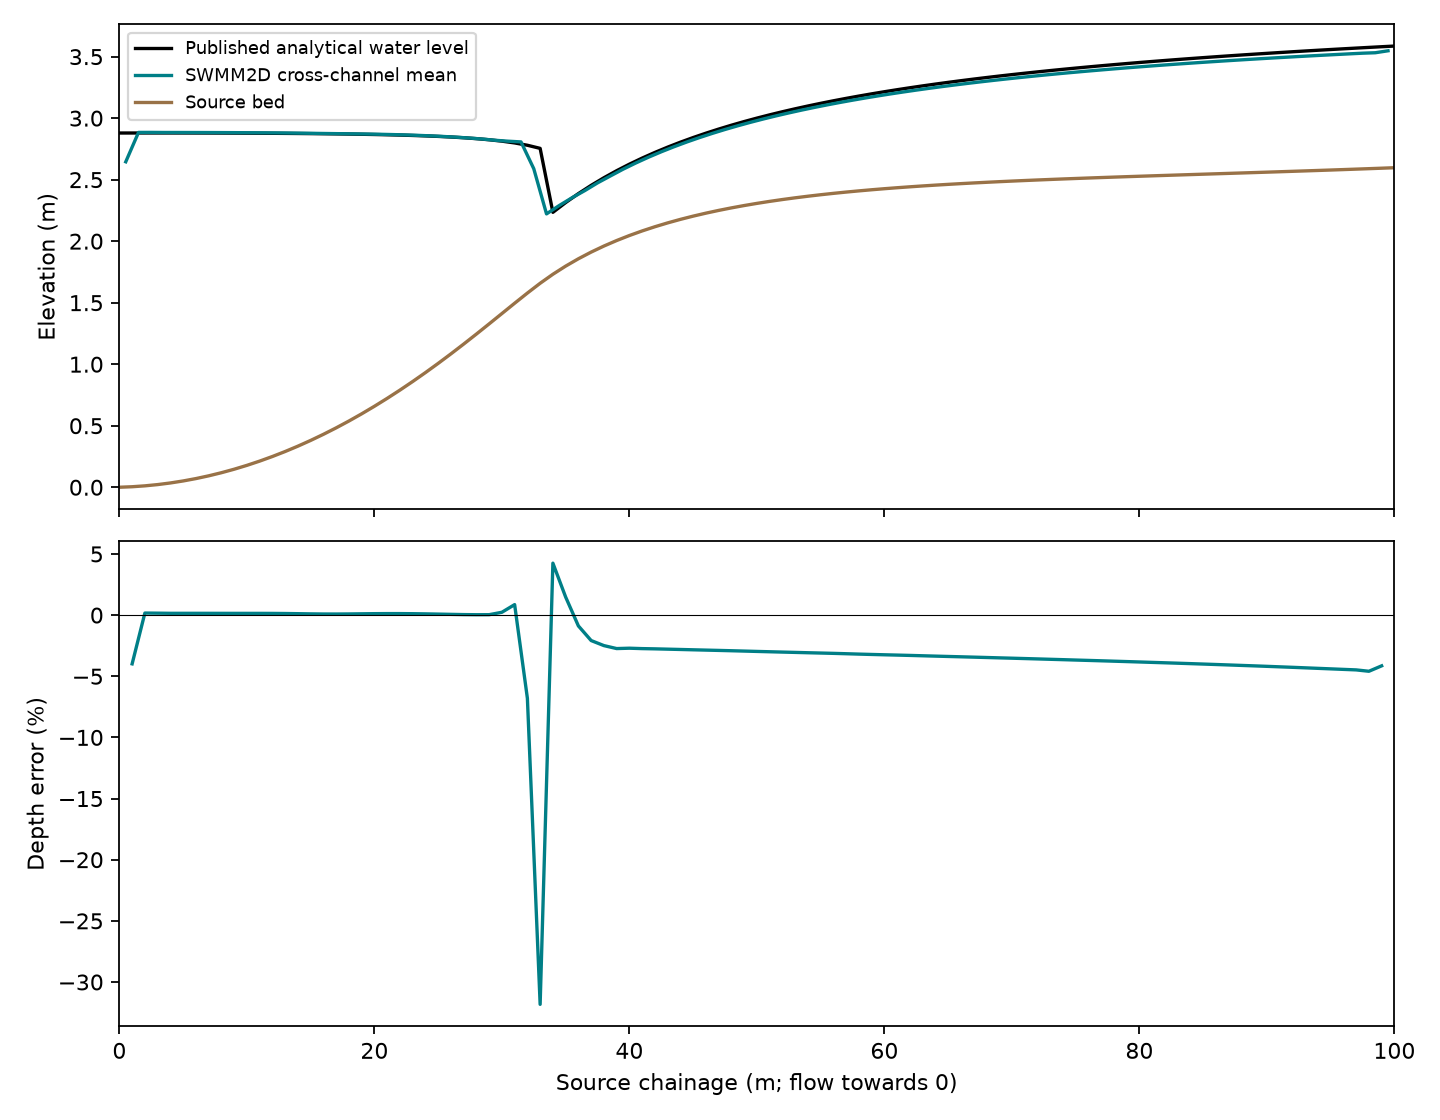 Published analytical water level
SWMM2D cross-channel mean
Source bed
Elevation (m)
3.5
3.0
2.5
2.0
1.5
1.0
0.5
0.0
Depth error (%)
5
0
−5
−10
−15
−20
−25
−30
0 20 40 60 80 100
Source chainage (m; flow towards 0)